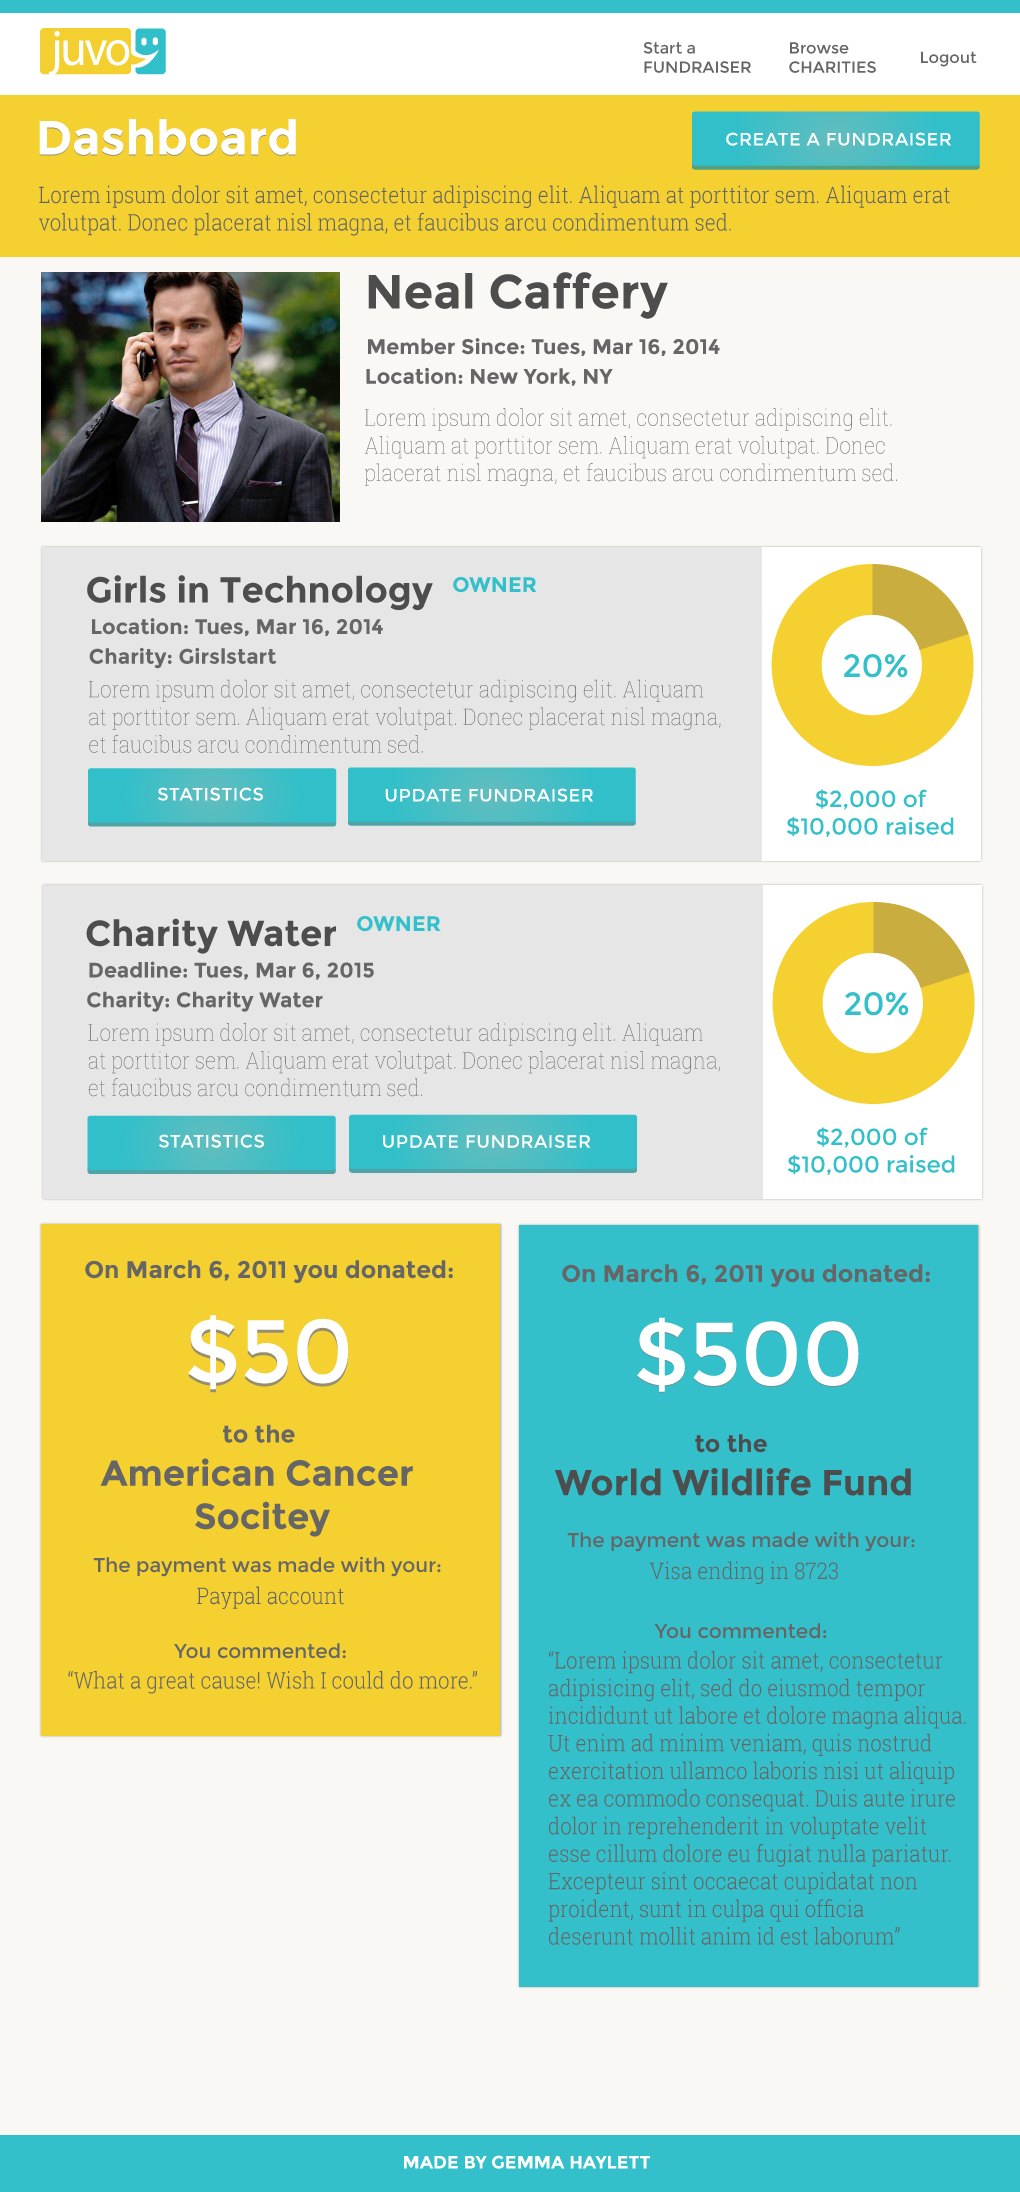 juvo
Start a
FUNDRAISER
Browse
CHARITIES
Logout
Dashboard
CREATE A FUNDRAISER
Lorem ipsum dolor sit amet, consectetur adipiscing elit. Aliquam at porttitor sem. Aliquam erat
volutpat. Donec placerat nisl magna, et faucibus arcu condimentum sed.
Neal Caffery
Member Since: Tues, Mar 16, 2014
Location: New York, NY
Lorem ipsum dolor sit amet, consectetur adipiscing elit.
Aliquam at porttitor sem. Aliquam erat volutpat. Donec
placerat nisl magna, et faucibus arcu condimentum sed.
Girls in Technology OWNER
Location: Tues, Mar 16, 2014
Charity: Girslstart
Lorem ipsum dolor sit amet, consectetur adipiscing elit. Aliquam
at porttitor sem. Aliquam erat volutpat. Donec placerat nisl magna,
et faucibus arcu condimentum sed.
STATISTICS
UPDATE FUNDRAISER
20%
$2,000 of
$10,000 raised
Charity Water OWNER
Deadline: Tues, Mar 6, 2015
Charity: Charity Water
Lorem ipsum dolor sit amet, consectetur adipiscing elit. Aliquam
at porttitor sem. Aliquam erat volutpat. Donec placerat nisl magna,
et faucibus arcu condimentum sed.
STATISTICS
UPDATE FUNDRAISER
20%
$2,000 of
$10,000 raised
On March 6, 2011 you donated:
$50
to the
American Cancer
Socitey
The payment was made with your:
Paypal account
You commented:
“What a great cause! Wish I could do more.”
On March 6, 2011 you donated:
$500
to the
World Wildlife Fund
The payment was made with your:
Visa ending in 8723
You commented:
“Lorem ipsum dolor sit amet, consectetur
adipisicing elit, sed do eiusmod tempor
incididunt ut labore et dolore magna aliqua.
Ut enim ad minim veniam, quis nostrud
exercitation ullamco laboris nisi ut aliquip
ex ea commodo consequat. Duis aute irure
dolor in reprehenderit in voluptate velit
esse cillum dolore eu fugiat nulla pariatur.
Excepteur sint occaecat cupidatat non
proident, sunt in culpa qui officia
deserunt mollit anim id est laborum”
MADE BY GEMMA HAYLETT